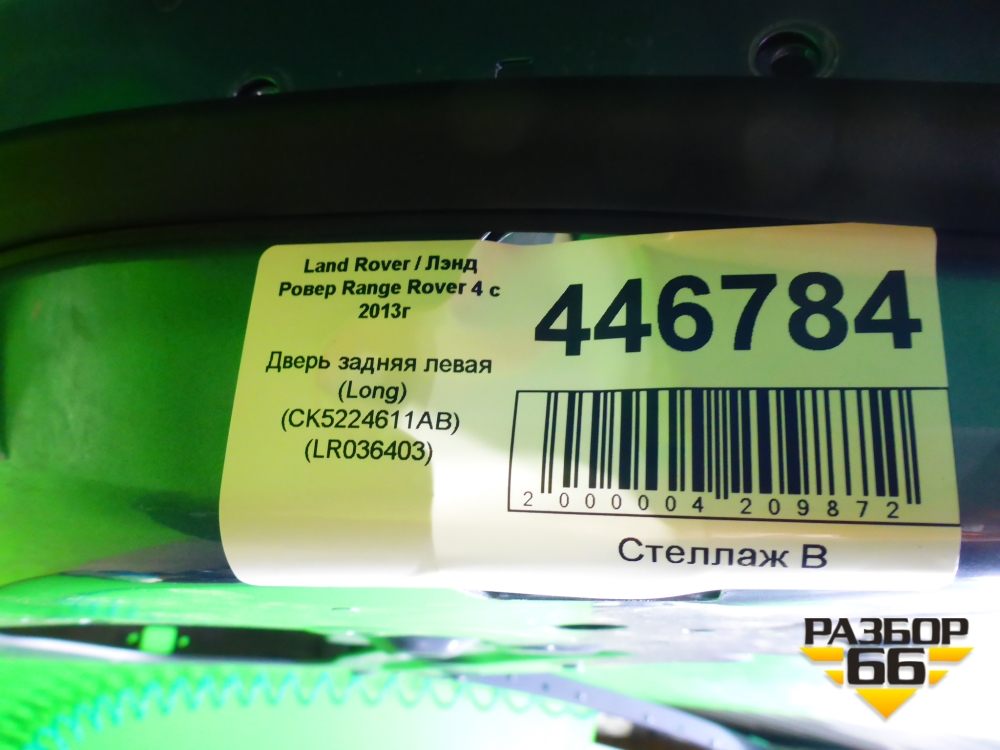 Land Rover / Лэнд
Ровер Range Rover 4 с
2013г
Дверь задняя левая
(Long)
(CK5224611AB)
(LR036403)
446784
2 000004 209872
Стеллаж В
РАЗБОР
66